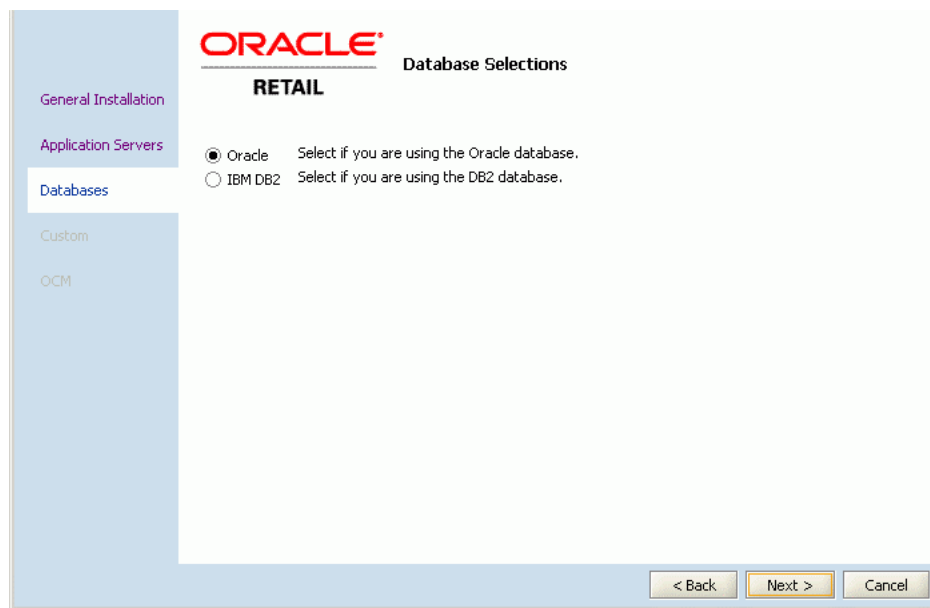 ORACLE
RETAIL
Database Selections
General Installation
Application Servers
Databases
Custom
OCM
Oracle Select if you are using the Oracle database.
IBM DB2 Select if you are using the DB2 database.
< Back Next > Cancel